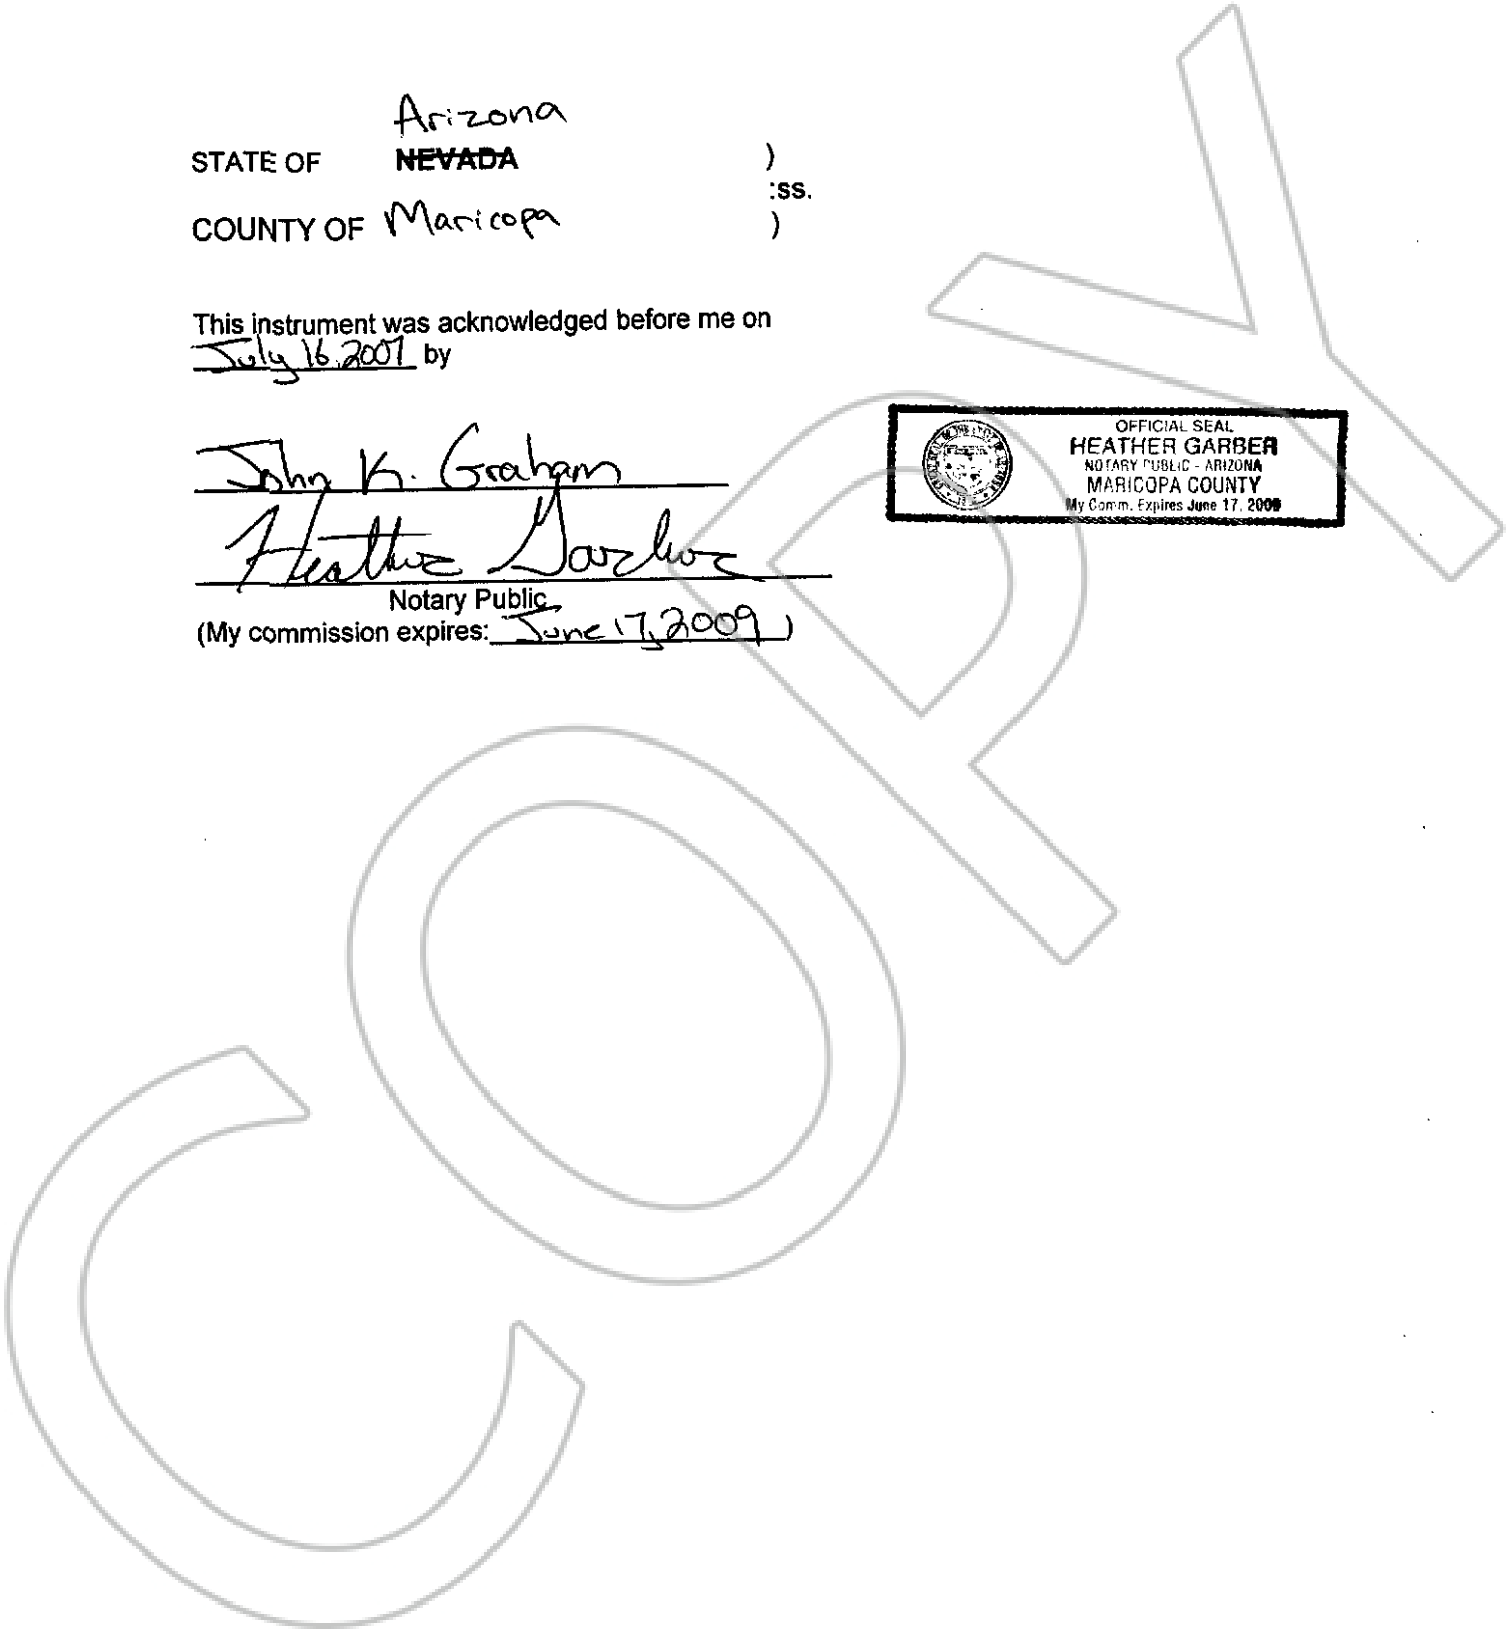 Arizona
STATE OF NEVADA )
:ss.
COUNTY OF Maricopa )
This instrument was acknowledged before me on
July 16, 2007 by
John K. Graham
Heather Garber
Notary Public
(My commission expires: June 17, 2009 )
OFFICIAL SEAL
HEATHER GARBER
NOTARY PUBLIC - ARIZONA
MARICOPA COUNTY
My Comm. Expires June 17, 2009
COPY